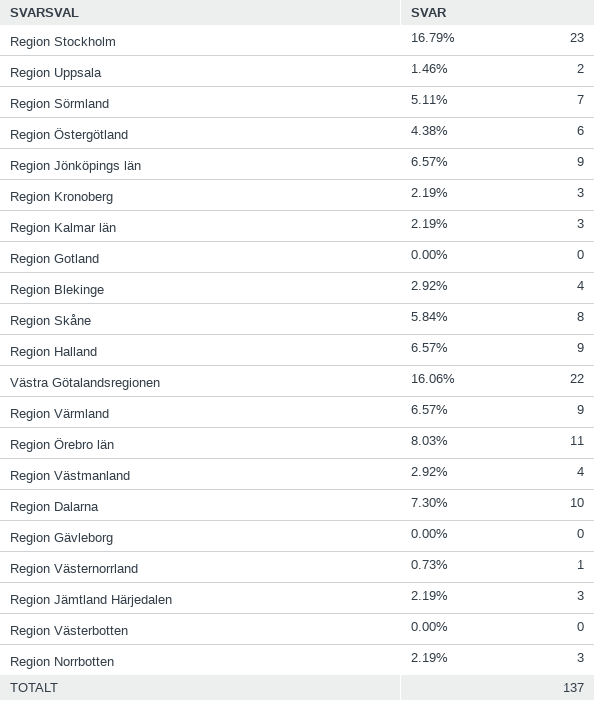 SVARSVAL SVAR
Region Stockholm 16.79% 23
Region Uppsala 1.46% 2
Region Sörmland 5.11% 7
Region Östergötland 4.38% 6
Region Jönköpings län 6.57% 9
Region Kronoberg 2.19% 3
Region Kalmar län 2.19% 3
Region Gotland 0.00% 0
Region Blekinge 2.92% 4
Region Skåne 5.84% 8
Region Halland 6.57% 9
Västra Götalandsregionen 16.06% 22
Region Värmland 6.57% 9
Region Örebro län 8.03% 11
Region Västmanland 2.92% 4
Region Dalarna 7.30% 10
Region Gävleborg 0.00% 0
Region Västernorrland 0.73% 1
Region Jämtland Härjedalen 2.19% 3
Region Västerbotten 0.00% 0
Region Norrbotten 2.19% 3
TOTALT 137